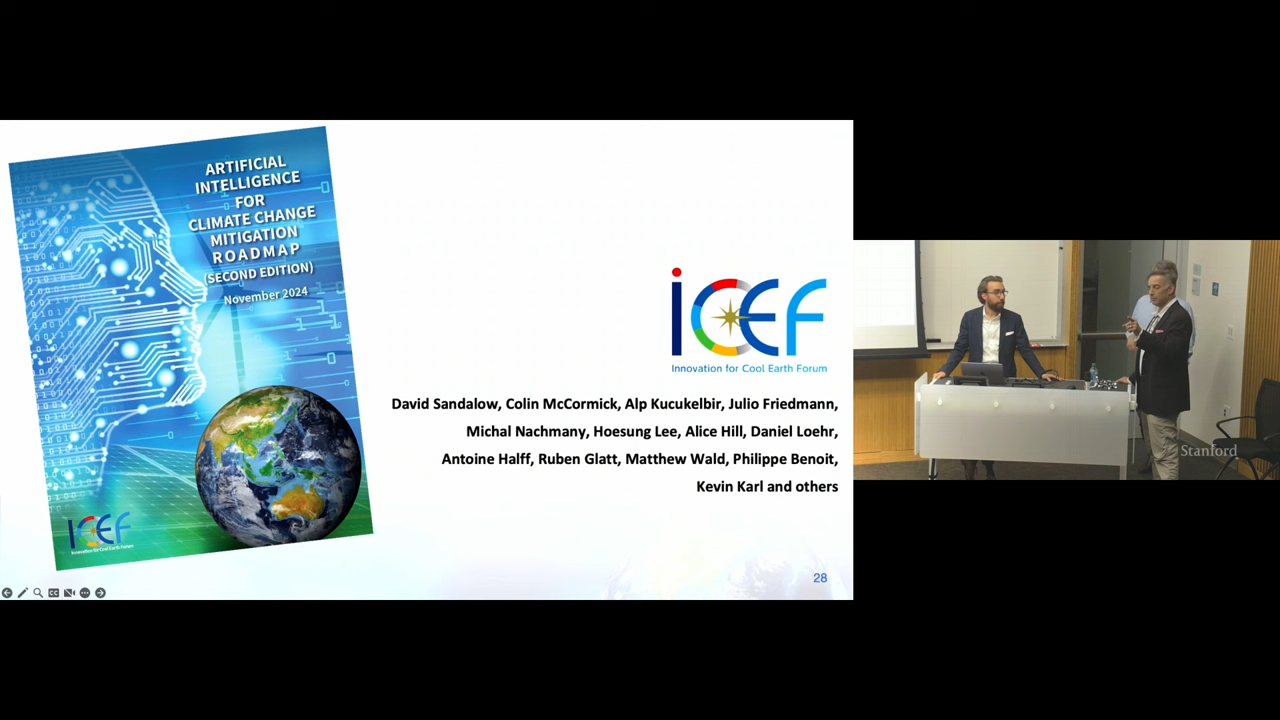 ARTIFICIAL
INTELLIGENCE
FOR
CLIMATE CHANGE
MITIGATION
ROADMAP
(SECOND EDITION)
November 2024
ICEF
Innovation for Cool Earth Forum
iCEF
Innovation for Cool Earth Forum
David Sandalow, Colin McCormick, Alp Kucukelbir, Julio Friedmann,
Michal Nachmany, Hoesung Lee, Alice Hill, Daniel Loehr,
Antoine Halff, Ruben Glatt, Matthew Wald, Philippe Benoit,
Kevin Karl and others
28
Stanford